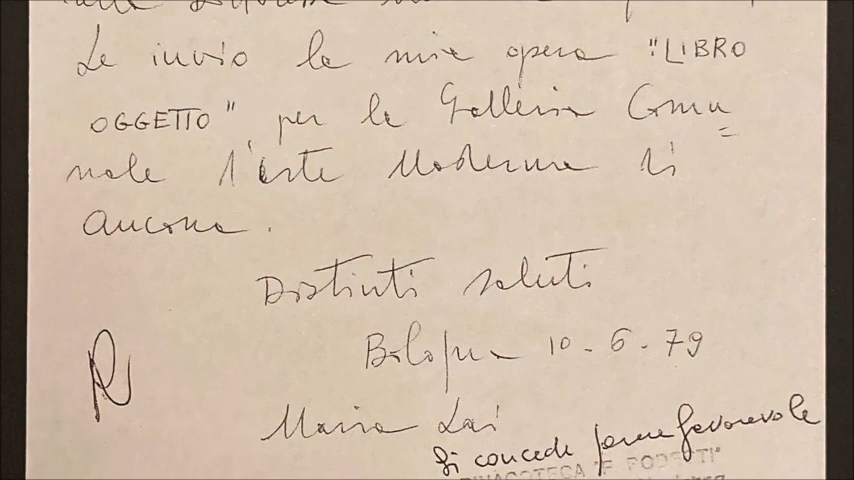 Le invio la mia opera "LIBRO
OGGETTO" per la Galleria Comu=
nale d'arte Moderna di
Ancona.
Distinti saluti
Bologna 10-6-79
Maria Lai
Si concede parere favorevole
PINACOTECA "F. PODESTI"